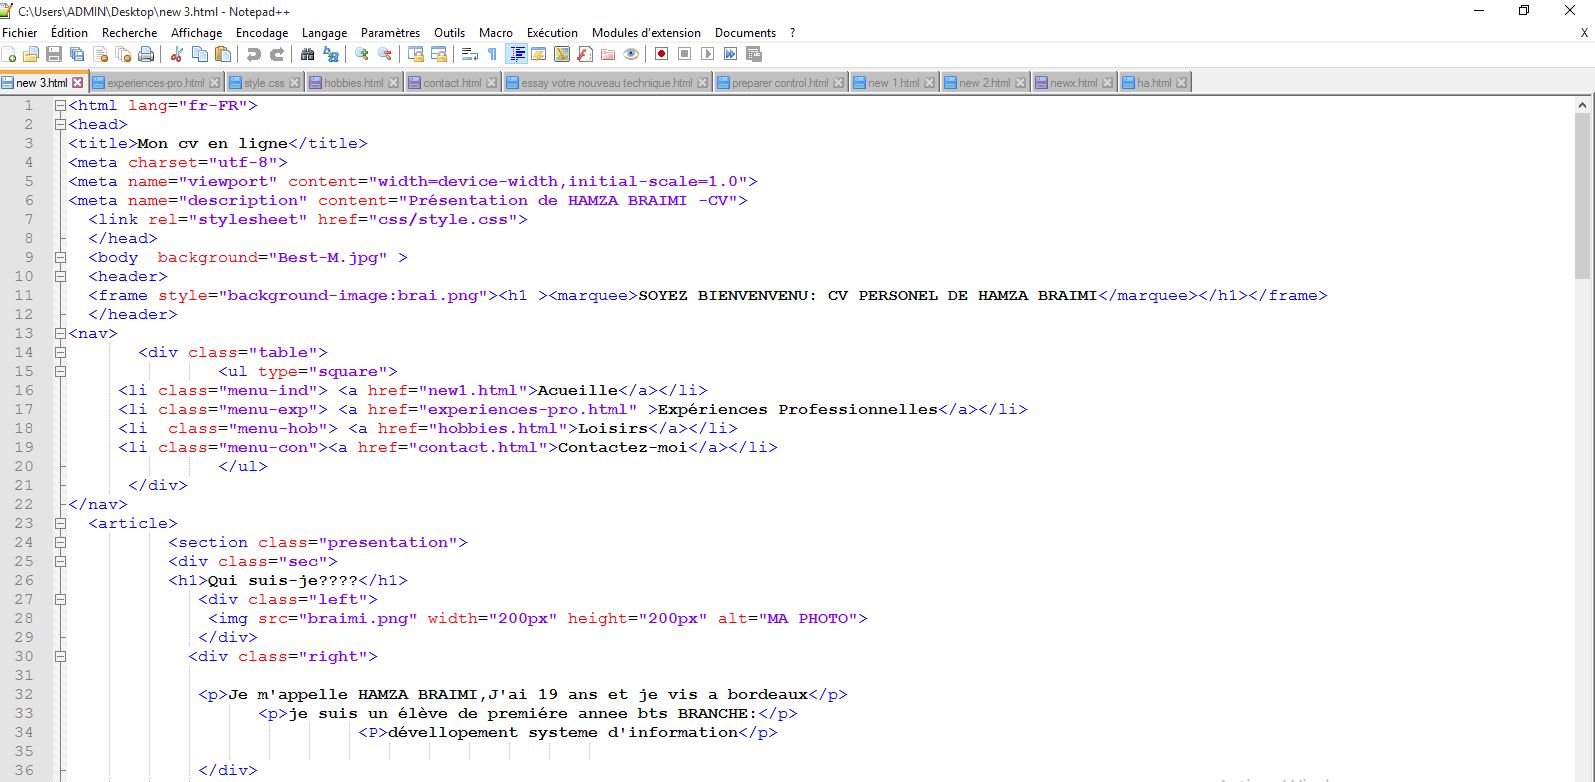 C:\Users\ADMIN\Desktop\new 3.html - Notepad++
Fichier Édition Recherche Affichage Encodage Langage Paramètres Outils Macro Exécution Modules d'extension Documents ? X
new 3.html experiences-pro.html style.css hobbies.html contact.html essay votre nouveau technique.html preparer control.html new 1.html new 2.html newx.html ha.html
1 <html lang="fr-FR">
2 <head>
3 <title>Mon cv en ligne</title>
4 <meta charset="utf-8">
5 <meta name="viewport" content="width=device-width,initial-scale=1.0">
6 <meta name="description" content="Présentation de HAMZA BRAIMI -CV">
7 <link rel="stylesheet" href="css/style.css">
8 </head>
9 <body  background="Best-M.jpg" >
10 <header>
11 <frame style="background-image:brai.png"><h1 ><marquee>SOYEZ BIENVENVENU: CV PERSONEL DE HAMZA BRAIMI</marquee></h1></frame>
12 </header>
13 <nav>
14 <div class="table">
15 <ul type="square">
16 <li class="menu-ind"> <a href="new1.html">Acueille</a></li>
17 <li class="menu-exp"> <a href="experiences-pro.html" >Expériences Professionnelles</a></li>
18 <li  class="menu-hob"> <a href="hobbies.html">Loisirs</a></li>
19 <li class="menu-con"><a href="contact.html">Contactez-moi</a></li>
20 </ul>
21 </div>
22 </nav>
23 <article>
24 <section class="presentation">
25 <div class="sec">
26 <h1>Qui suis-je????</h1>
27 <div class="left">
28 <img src="braimi.png" width="200px" height="200px" alt="MA PHOTO">
29 </div>
30 <div class="right">
31
32 <p>Je m'appelle HAMZA BRAIMI,J'ai 19 ans et je vis a bordeaux</p>
33 <p>je suis un élève de premiére annee bts BRANCHE:</p>
34 <P>dévellopement systeme d'information</p>
35
36 </div>